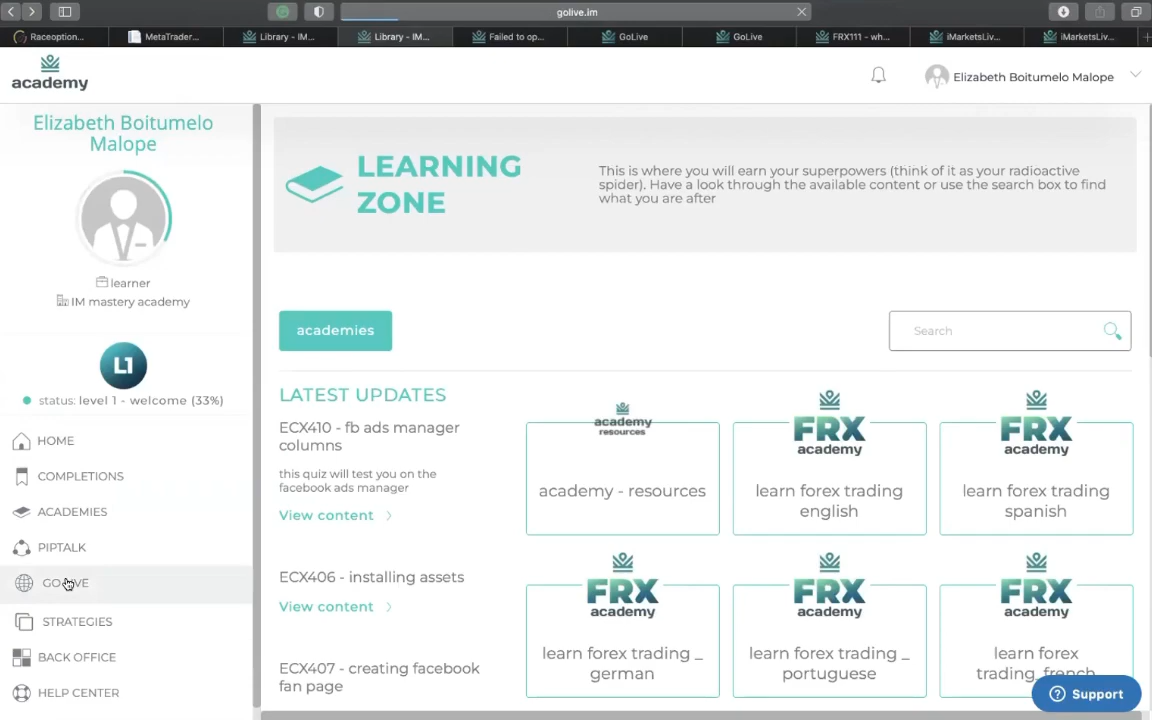 golive.im
Raceoption...
MetaTrader...
Library - IM...
Library - IM...
Failed to op...
GoLive
GoLive
FRX111 - wh...
iMarketsLiv...
iMarketsLiv...
academy
Elizabeth Boitumelo Malope
Elizabeth Boitumelo
Malope
learner
IM mastery academy
L1
status: level 1 - welcome (33%)
HOME
COMPLETIONS
ACADEMIES
PIPTALK
STRATEGIES
BACK OFFICE
HELP CENTER
LEARNING
ZONE
This is where you will earn your superpowers (think of it as your radioactive
spider). Have a look through the available content or use the search box to find
what you are after
academies
Search
LATEST UPDATES
ECX410 - fb ads manager
columns
this quiz will test you on the
facebook ads manager
View content
ECX406 - installing assets
View content
ECX407 - creating facebook
fan page
academy
resources
academy - resources
FRX
academy
learn forex trading
english
FRX
academy
learn forex trading
spanish
FRX
academy
learn forex trading _
german
FRX
academy
learn forex trading _
portuguese
FRX
academy
learn forex
trading_french
Support